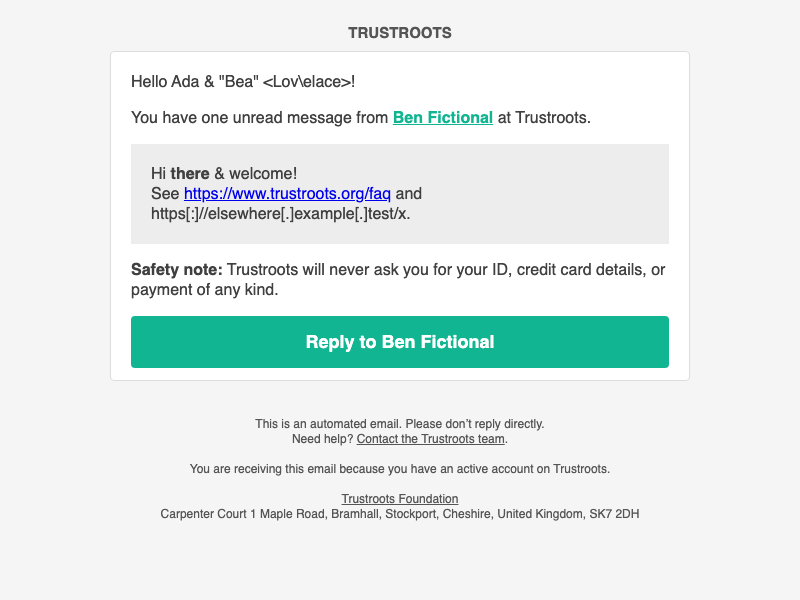 TRUSTROOTS
Hello Ada & "Bea" <Lov\elace>!
You have one unread message from Ben Fictional at Trustroots.
Hi there & welcome!
See https://www.trustroots.org/faq and
https[:]//elsewhere[.]example[.]test/x.
Safety note: Trustroots will never ask you for your ID, credit card details, or
payment of any kind.
Reply to Ben Fictional
This is an automated email. Please don’t reply directly.
Need help? Contact the Trustroots team.
You are receiving this email because you have an active account on Trustroots.
Trustroots Foundation
Carpenter Court 1 Maple Road, Bramhall, Stockport, Cheshire, United Kingdom, SK7 2DH